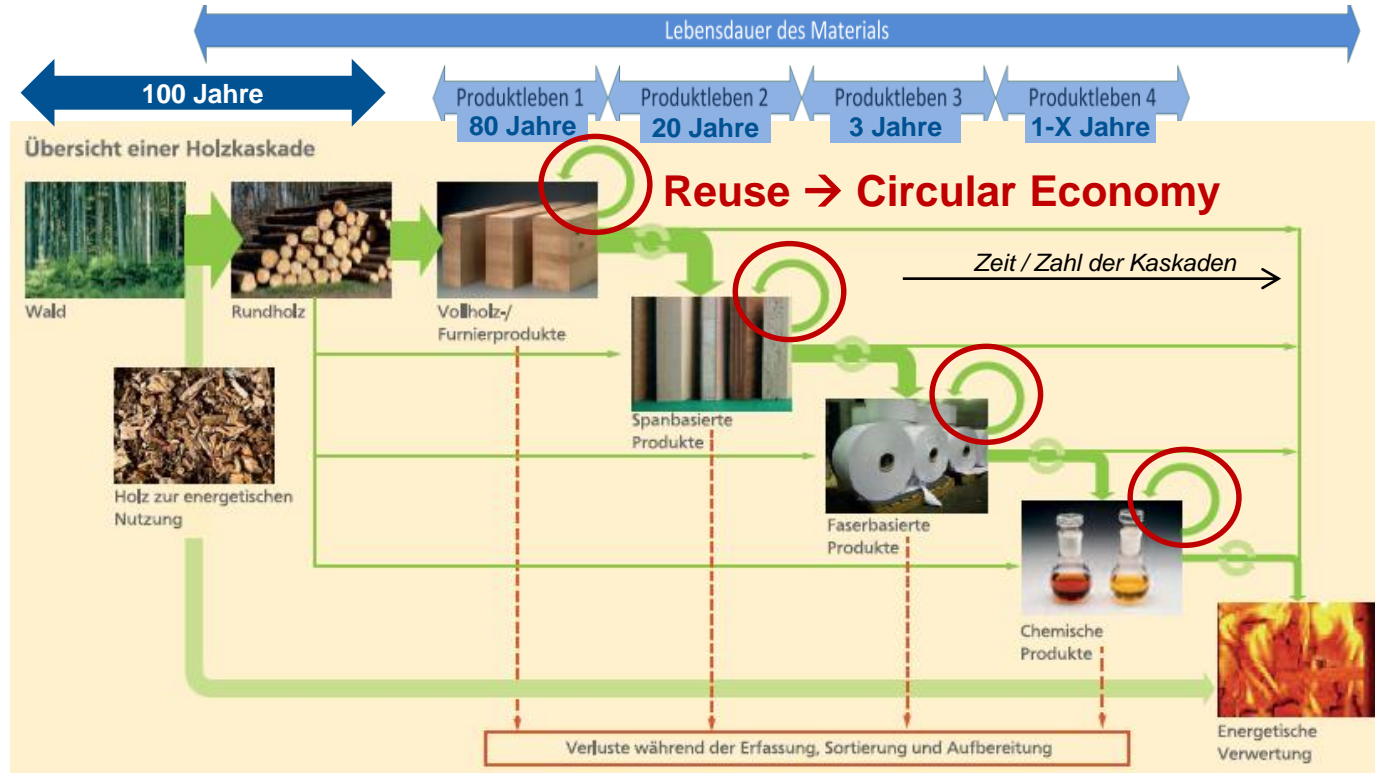 Lebensdauer des Materials
100 Jahre
Produktleben 1
80 Jahre
Produktleben 2
20 Jahre
Produktleben 3
3 Jahre
Produktleben 4
1-X Jahre
Übersicht einer Holzkaskade
Reuse → Circular Economy
Zeit / Zahl der Kaskaden
Wald
Rundholz
Vollholz-/
Furnierprodukte
Holz zur energetischen
Nutzung
Spanbasierte
Produkte
Faserbasierte
Produkte
Chemische
Produkte
Energetische
Verwertung
Verluste während der Erfassung, Sortierung und Aufbereitung